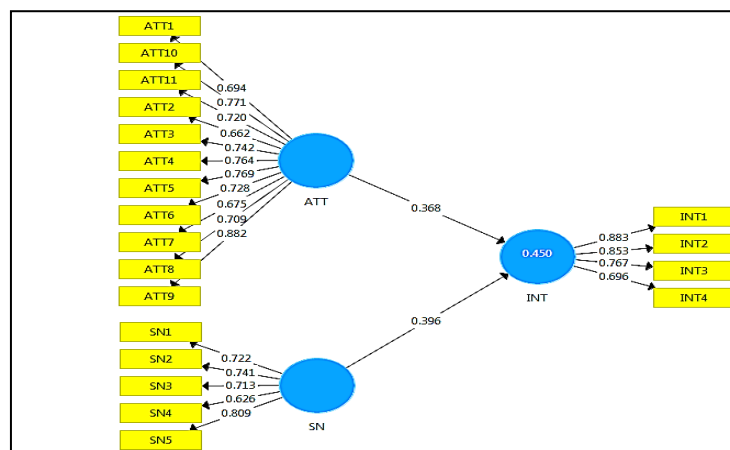 ATT1
ATT10
ATT11
ATT2
ATT3
ATT4
ATT5
ATT6
ATT7
ATT8
ATT9
0.694
0.771
0.720
0.662
0.742
0.764
0.769
0.728
0.675
0.709
0.882
ATT
0.368
SN1
SN2
SN3
SN4
SN5
0.722
0.741
0.713
0.626
0.809
SN
0.396
0.450
INT
0.883
0.853
0.767
0.696
INT1
INT2
INT3
INT4